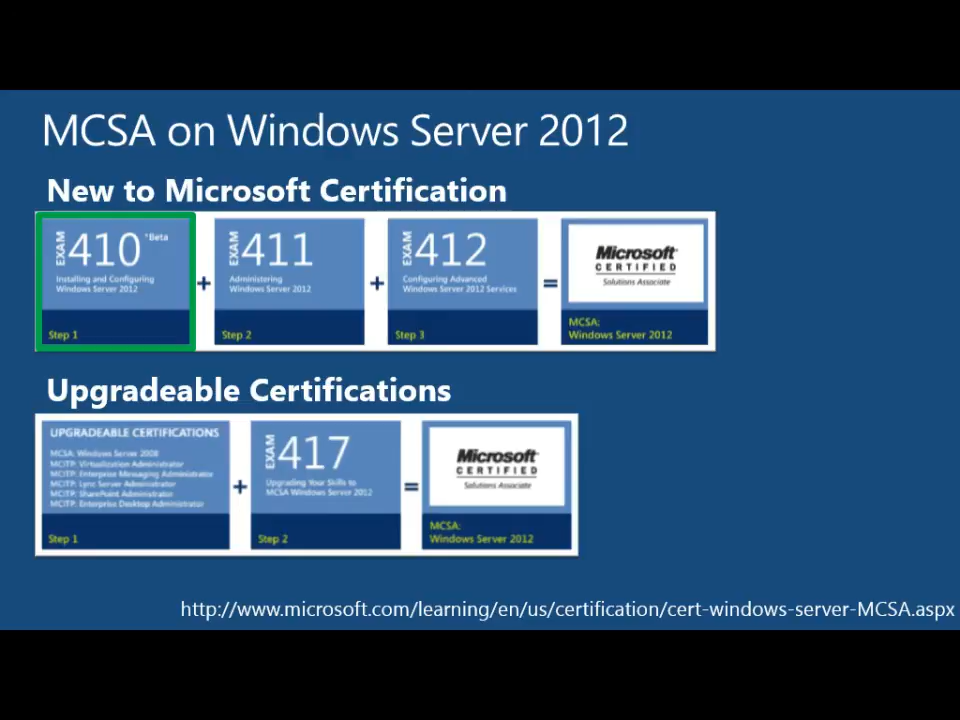 MCSA on Windows Server 2012
New to Microsoft Certification
EXAM 410 *Beta
Installing and Configuring
Windows Server 2012
Step 1
+
EXAM 411
Administering
Windows Server 2012
Step 2
+
EXAM 412
Configuring Advanced
Windows Server 2012 Services
Step 3
=
Microsoft
CERTIFIED
Solutions Associate
MCSA:
Windows Server 2012
Upgradeable Certifications
UPGRADEABLE CERTIFICATIONS
MCSA: Windows Server 2008
MCITP: Virtualization Administrator
MCITP: Enterprise Messaging Administrator
MCITP: Lync Server Administrator
MCITP: SharePoint Administrator
MCITP: Enterprise Desktop Administrator
Step 1
+
EXAM 417
Upgrading Your Skills to
MCSA Windows Server 2012
Step 2
=
Microsoft
CERTIFIED
Solutions Associate
MCSA:
Windows Server 2012
http://www.microsoft.com/learning/en/us/certification/cert-windows-server-MCSA.aspx